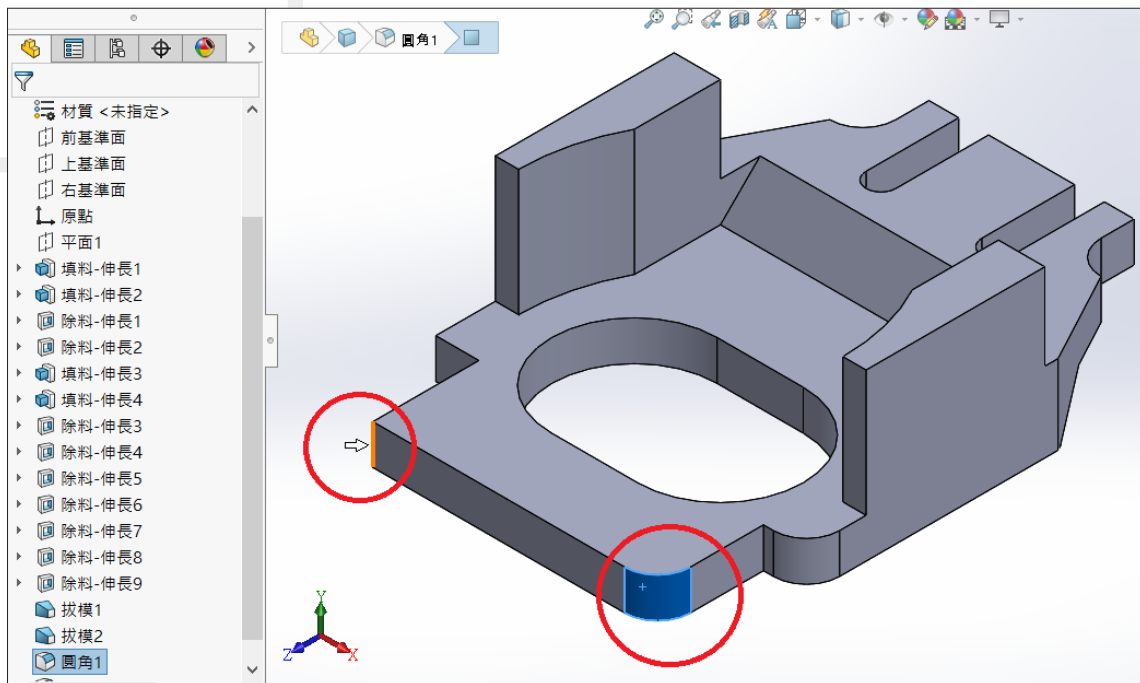 圓角1
材質 <未指定>
前基準面
上基準面
右基準面
原點
平面1
填料-伸長1
填料-伸長2
除料-伸長1
除料-伸長2
填料-伸長3
填料-伸長4
除料-伸長3
除料-伸長4
除料-伸長5
除料-伸長6
除料-伸長7
除料-伸長8
除料-伸長9
拔模1
拔模2
圓角1
Y
Z
X